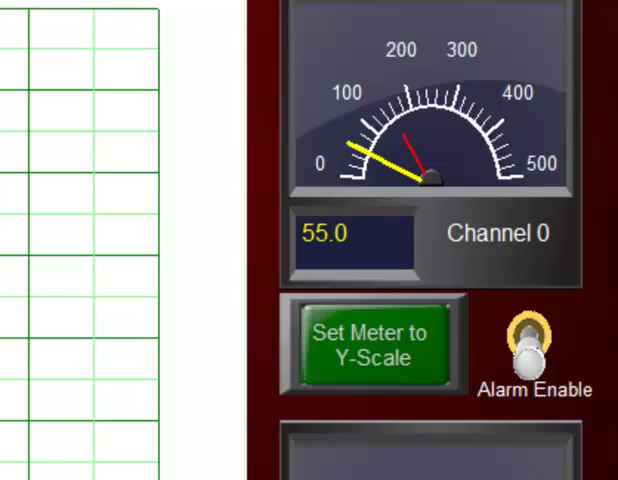 200 300
100 400
0 500
55.0 Channel 0
Set Meter to
Y-Scale
Alarm Enable